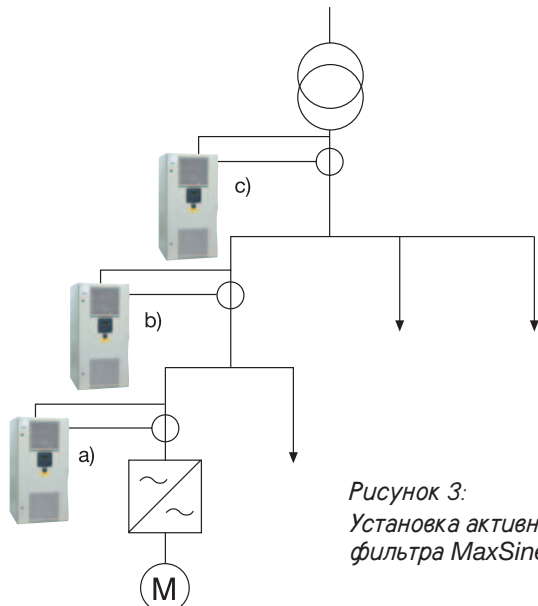 c)
b)
a)
M
Рисунок 3:
Установка активн
фильтра MaxSine